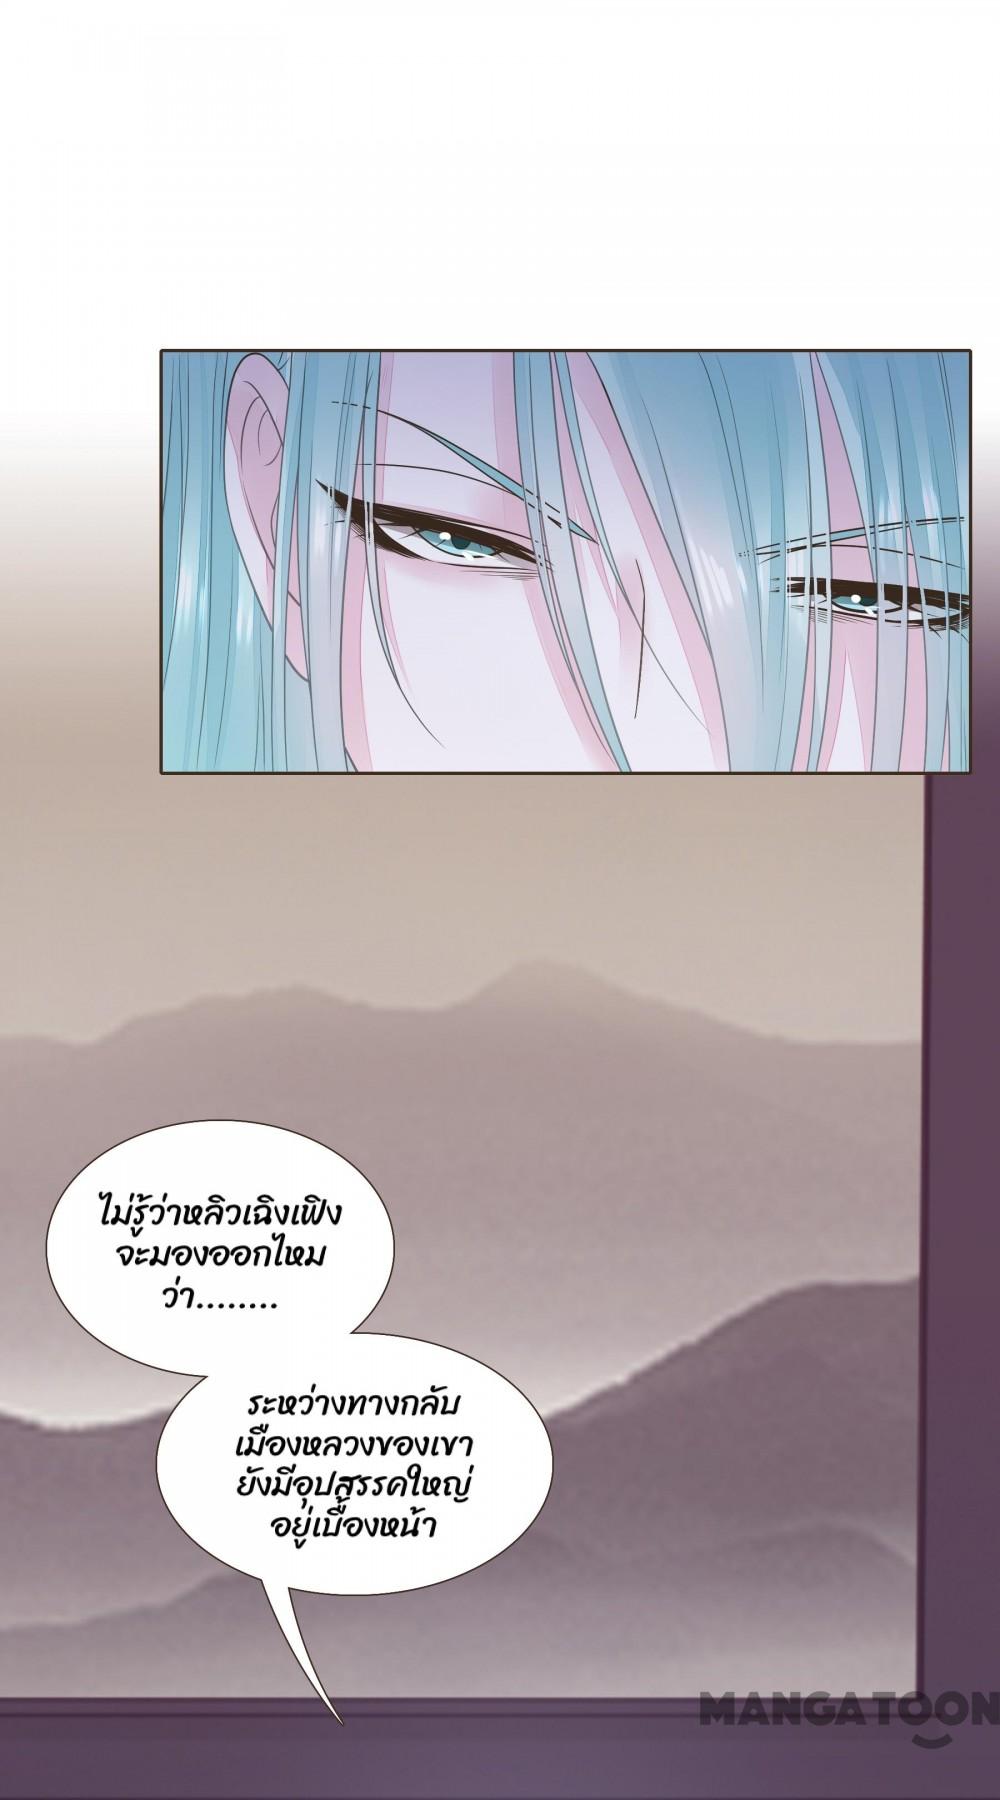 ไม่รู้ว่าหลิวเฉิงเฟิง
จะมองออกไหม
ว่า........
ระหว่างทางกลับ
เมืองหลวงของเขา
ยังมีอุปสรรคใหญ่
อยู่เบื้องหน้า
MANGATOON